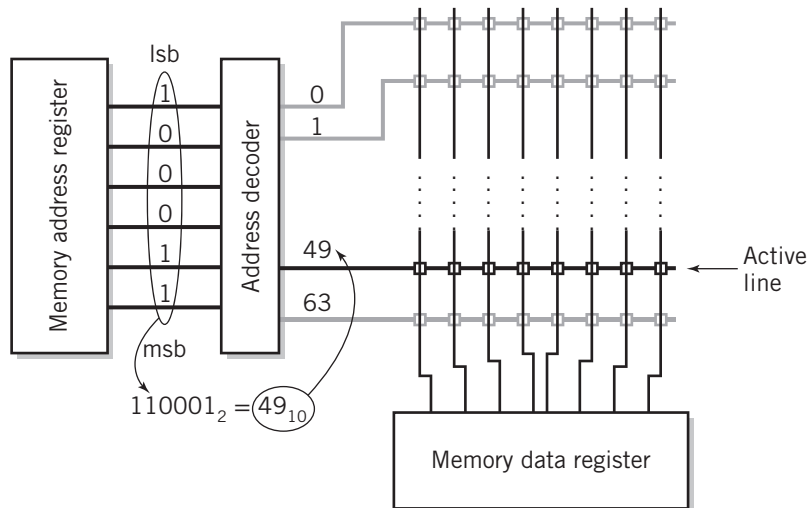 lsb
Memory address register
1
0
0
0
1
1
msb
Address decoder
0
1
49
63
Active
line
110001₂ = 49₁₀
Memory data register